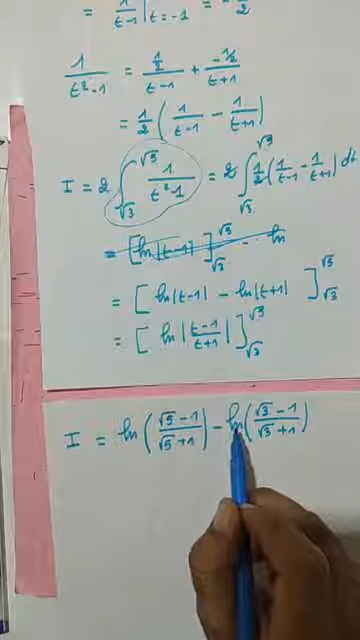 = 1/(t-1) |t=-1 = -1/2
1/(t²-1) = (1/2)/(t-1) + (-1/2)/(t+1)
= 1/2 (1/(t-1) - 1/(t+1))
I = 2 ∫_{√3}^{√5} 1/(t²-1) = 2 ∫_{√3}^{√5} 1/2 (1/(t-1) - 1/(t+1)) dt
= [ln|t-1|]_{√3}^{√5} - ln
= [ ln|t-1| - ln|t+1| ]_{√3}^{√5}
= [ ln|(t-1)/(t+1)| ]_{√3}^{√5}
I = ln((√5-1)/(√5+1)) - ln((√3-1)/(√3+1))